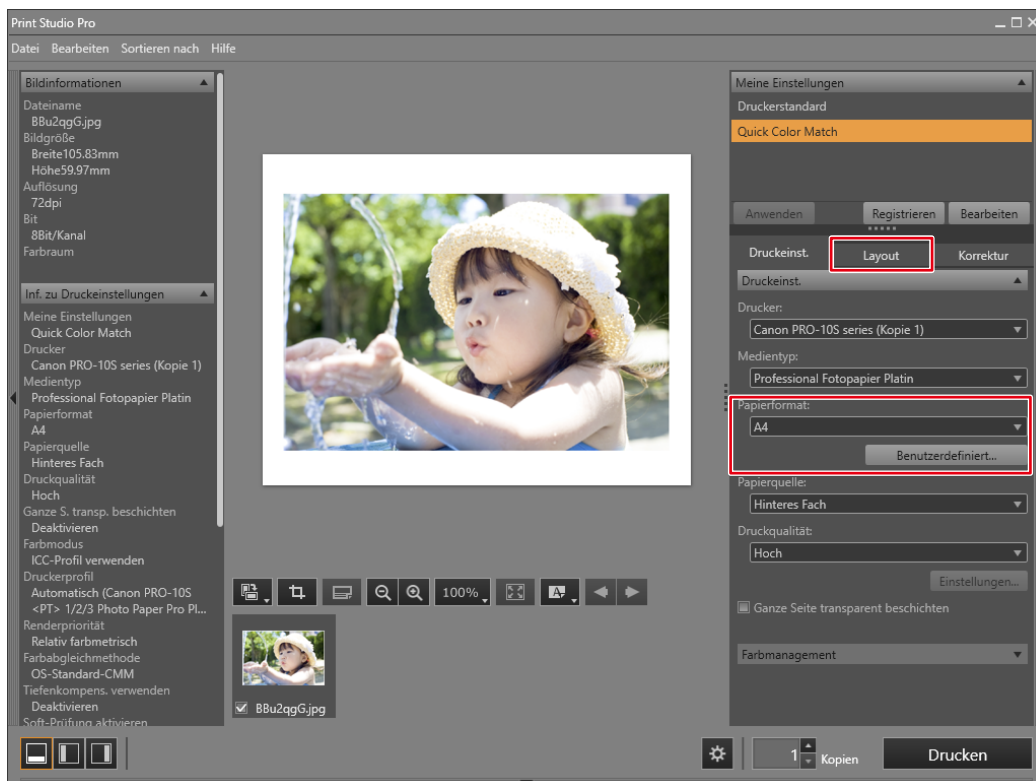 Print Studio Pro
Datei Bearbeiten Sortieren nach Hilfe
Bildinformationen
Dateiname
BBu2qgG.jpg
Bildgröße
Breite105.83mm
Höhe59.97mm
Auflösung
72dpi
Bit
8Bit/Kanal
Farbraum
Inf. zu Druckeinstellungen
Meine Einstellungen
Quick Color Match
Drucker
Canon PRO-10S series (Kopie 1)
Medientyp
Professional Fotopapier Platin
Papierformat
A4
Papierquelle
Hinteres Fach
Druckqualität
Hoch
Ganze S. transp. beschichten
Deaktivieren
Farbmodus
ICC-Profil verwenden
Druckerprofil
Automatisch (Canon PRO-10S
<PT> 1/2/3 Photo Paper Pro Pl...
Renderpriorität
Relativ farbmetrisch
Farbabgleichmethode
OS-Standard-CMM
Tiefenkompens. verwenden
Deaktivieren
Soft-Prüfung aktivieren
100%
A
BBu2qgG.jpg
Meine Einstellungen
Druckerstandard
Quick Color Match
Anwenden Registrieren Bearbeiten
Druckeinst. Layout Korrektur
Druckeinst.
Drucker:
Canon PRO-10S series (Kopie 1)
Medientyp:
Professional Fotopapier Platin
Papierformat:
A4
Benutzerdefiniert...
Papierquelle:
Hinteres Fach
Druckqualität:
Hoch
Einstellungen...
Ganze Seite transparent beschichten
Farbmanagement
1 Kopien Drucken